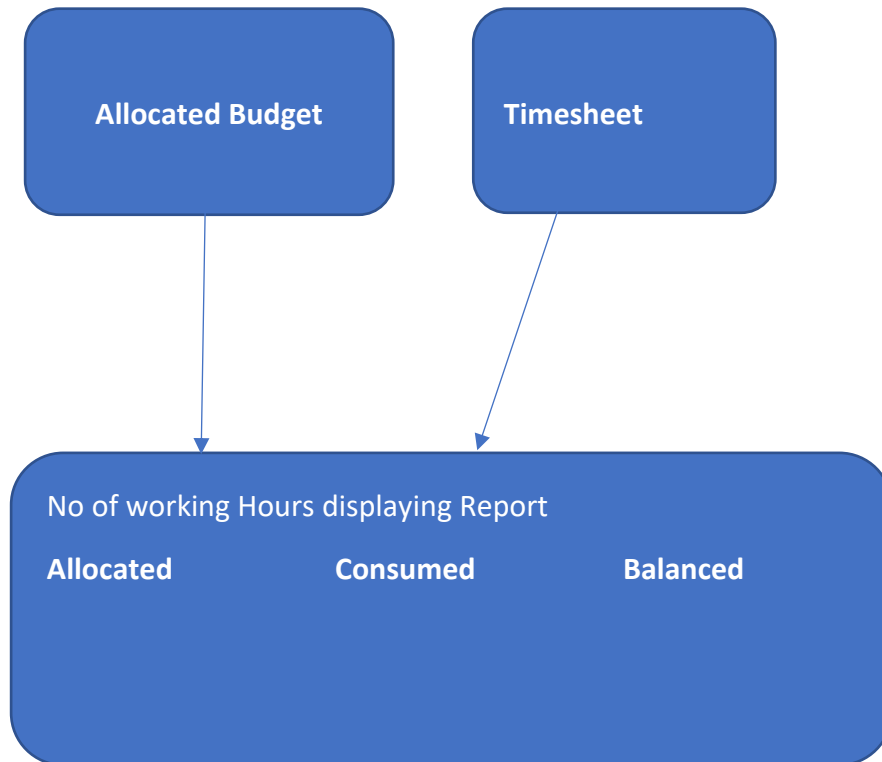 Allocated Budget
Timesheet
No of working Hours displaying Report
Allocated Consumed Balanced